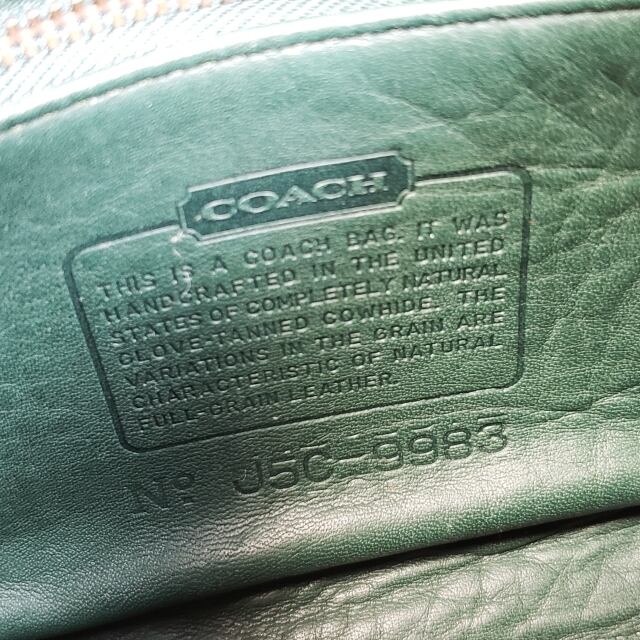 COACH
THIS IS A COACH BAG. IT WAS
HANDCRAFTED IN THE UNITED
STATES OF COMPLETELY NATURAL
GLOVE-TANNED COWHIDE. THE
VARIATIONS IN THE GRAIN ARE
CHARACTERISTIC OF NATURAL
FULL-GRAIN LEATHER.
No J5C-9983